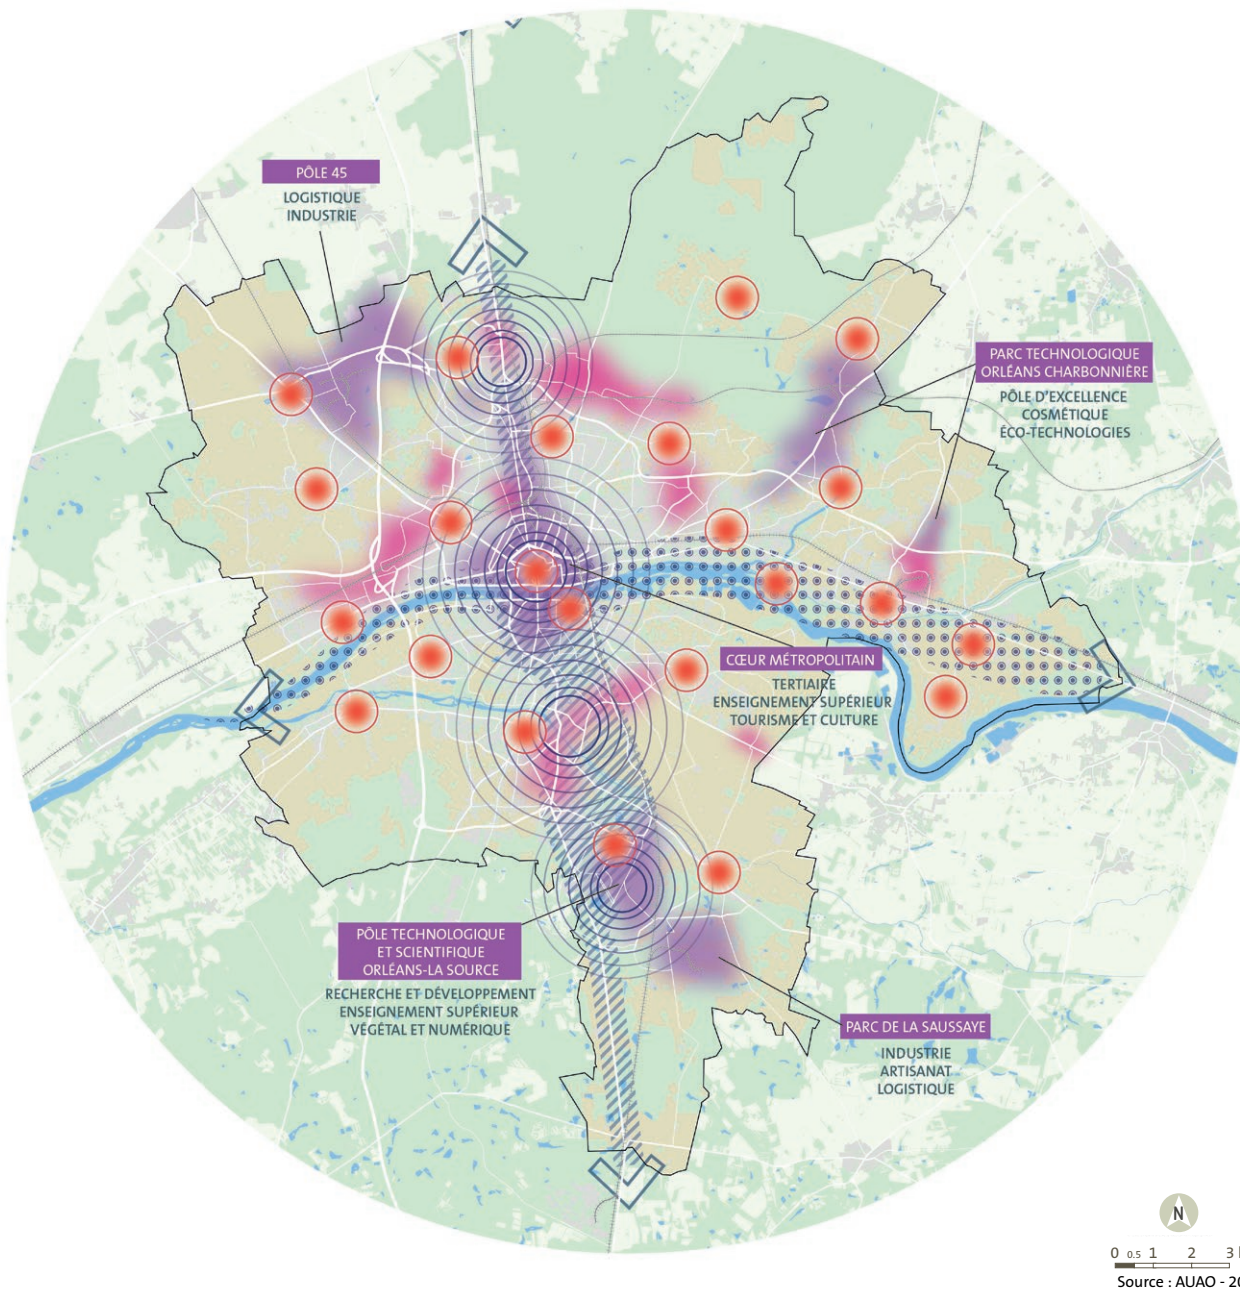 PÔLE 45
LOGISTIQUE
INDUSTRIE
PARC TECHNOLOGIQUE
ORLÉANS CHARBONNIÈRE
PÔLE D'EXCELLENCE
COSMÉTIQUE
ÉCO-TECHNOLOGIES
CŒUR MÉTROPOLITAIN
TERTIAIRE
ENSEIGNEMENT SUPÉRIEUR
TOURISME ET CULTURE
PÔLE TECHNOLOGIQUE
ET SCIENTIFIQUE
ORLÉANS-LA SOURCE
RECHERCHE ET DÉVELOPPEMENT
ENSEIGNEMENT SUPÉRIEUR
VÉGÉTAL ET NUMÉRIQUE
PARC DE LA SAUSSAYE
INDUSTRIE
ARTISANAT
LOGISTIQUE
N
0 0.5 1 2 3
Source : AUAO - 20